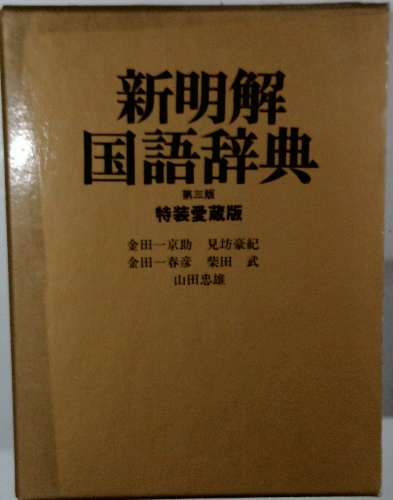 新明解
国語辞典
第三版
特装愛蔵版
金田一京助 見坊豪紀
金田一春彦 柴田 武
山田忠雄